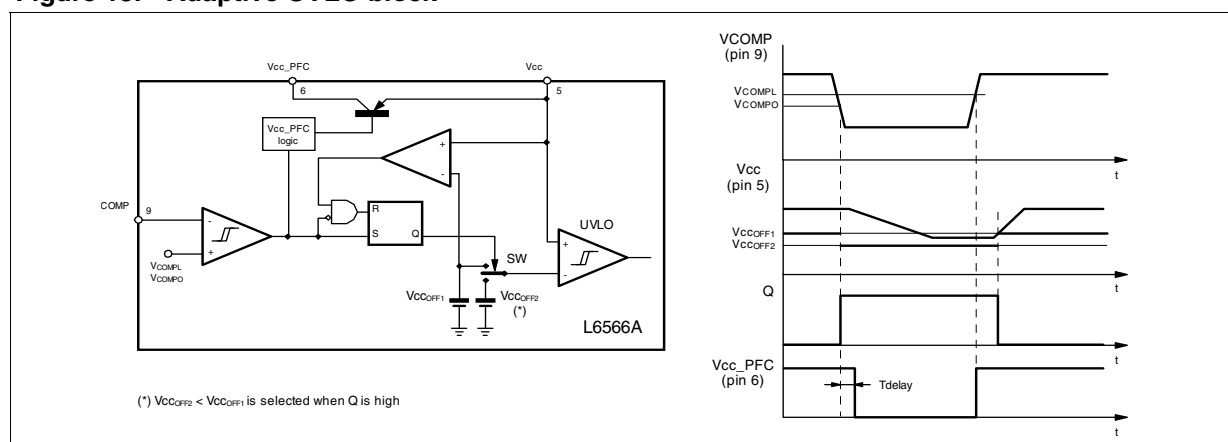 Figure 18. Adaptive UVLO block
Vcc_PFC
Vcc
6
5
Vcc_PFC
logic
+
-
COMP
9
-
+
VCOMPL
VCOMPO
R
S
Q
UVLO
+
-
SW
VccOFF1
VccOFF2
(*)
L6566A
(*) VccOFF2 < VccOFF1 is selected when Q is high
VCOMP
(pin 9)
VCOMPL
VCOMPO
t
Vcc
(pin 5)
VccOFF1
VccOFF2
t
Q
t
Vcc_PFC
(pin 6)
Tdelay
t